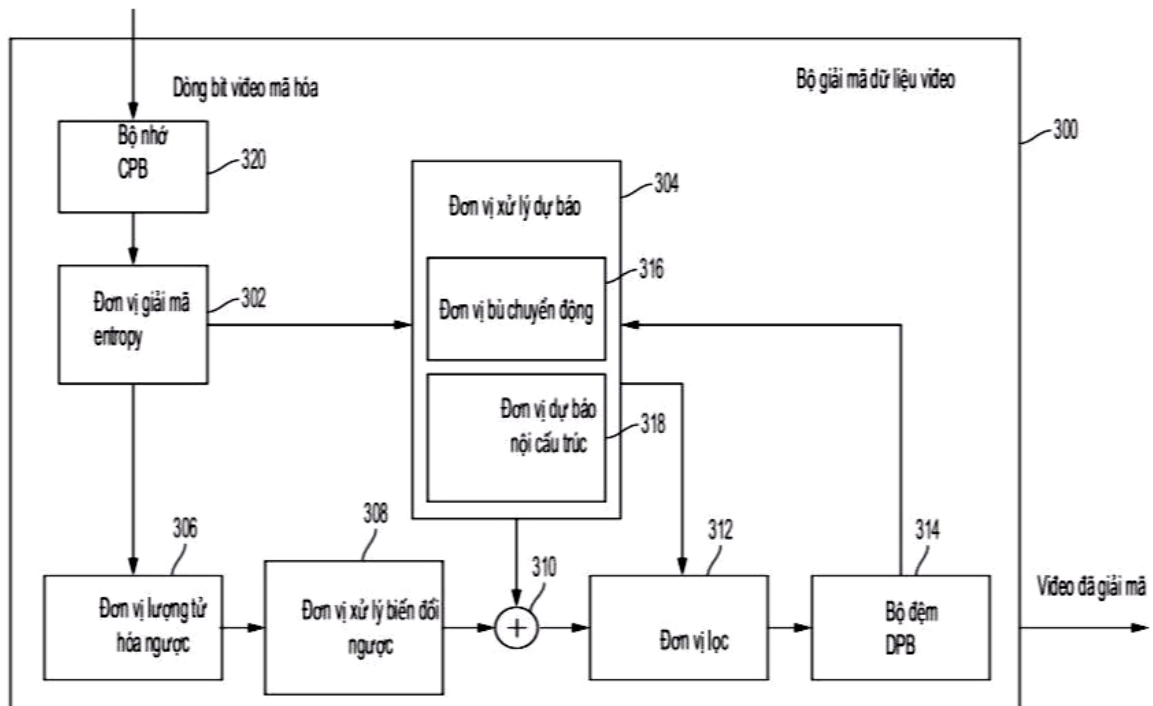 Dòng bít video mã hóa
Bộ giải mã dữ liệu video
300
Bộ nhớ
CPB
320
304
Đơn vị xử lý dự báo
316
Đơn vị bù chuyển động
Đơn vị giải mã
entropy
302
Đơn vị dự báo
nội cấu trúc
318
306
308
310
312
314
Đơn vị lượng tử
hóa ngược
Đơn vị xử lý biến đổi
ngược
Đơn vị lọc
Bộ đệm
DPB
Video đã giải mã